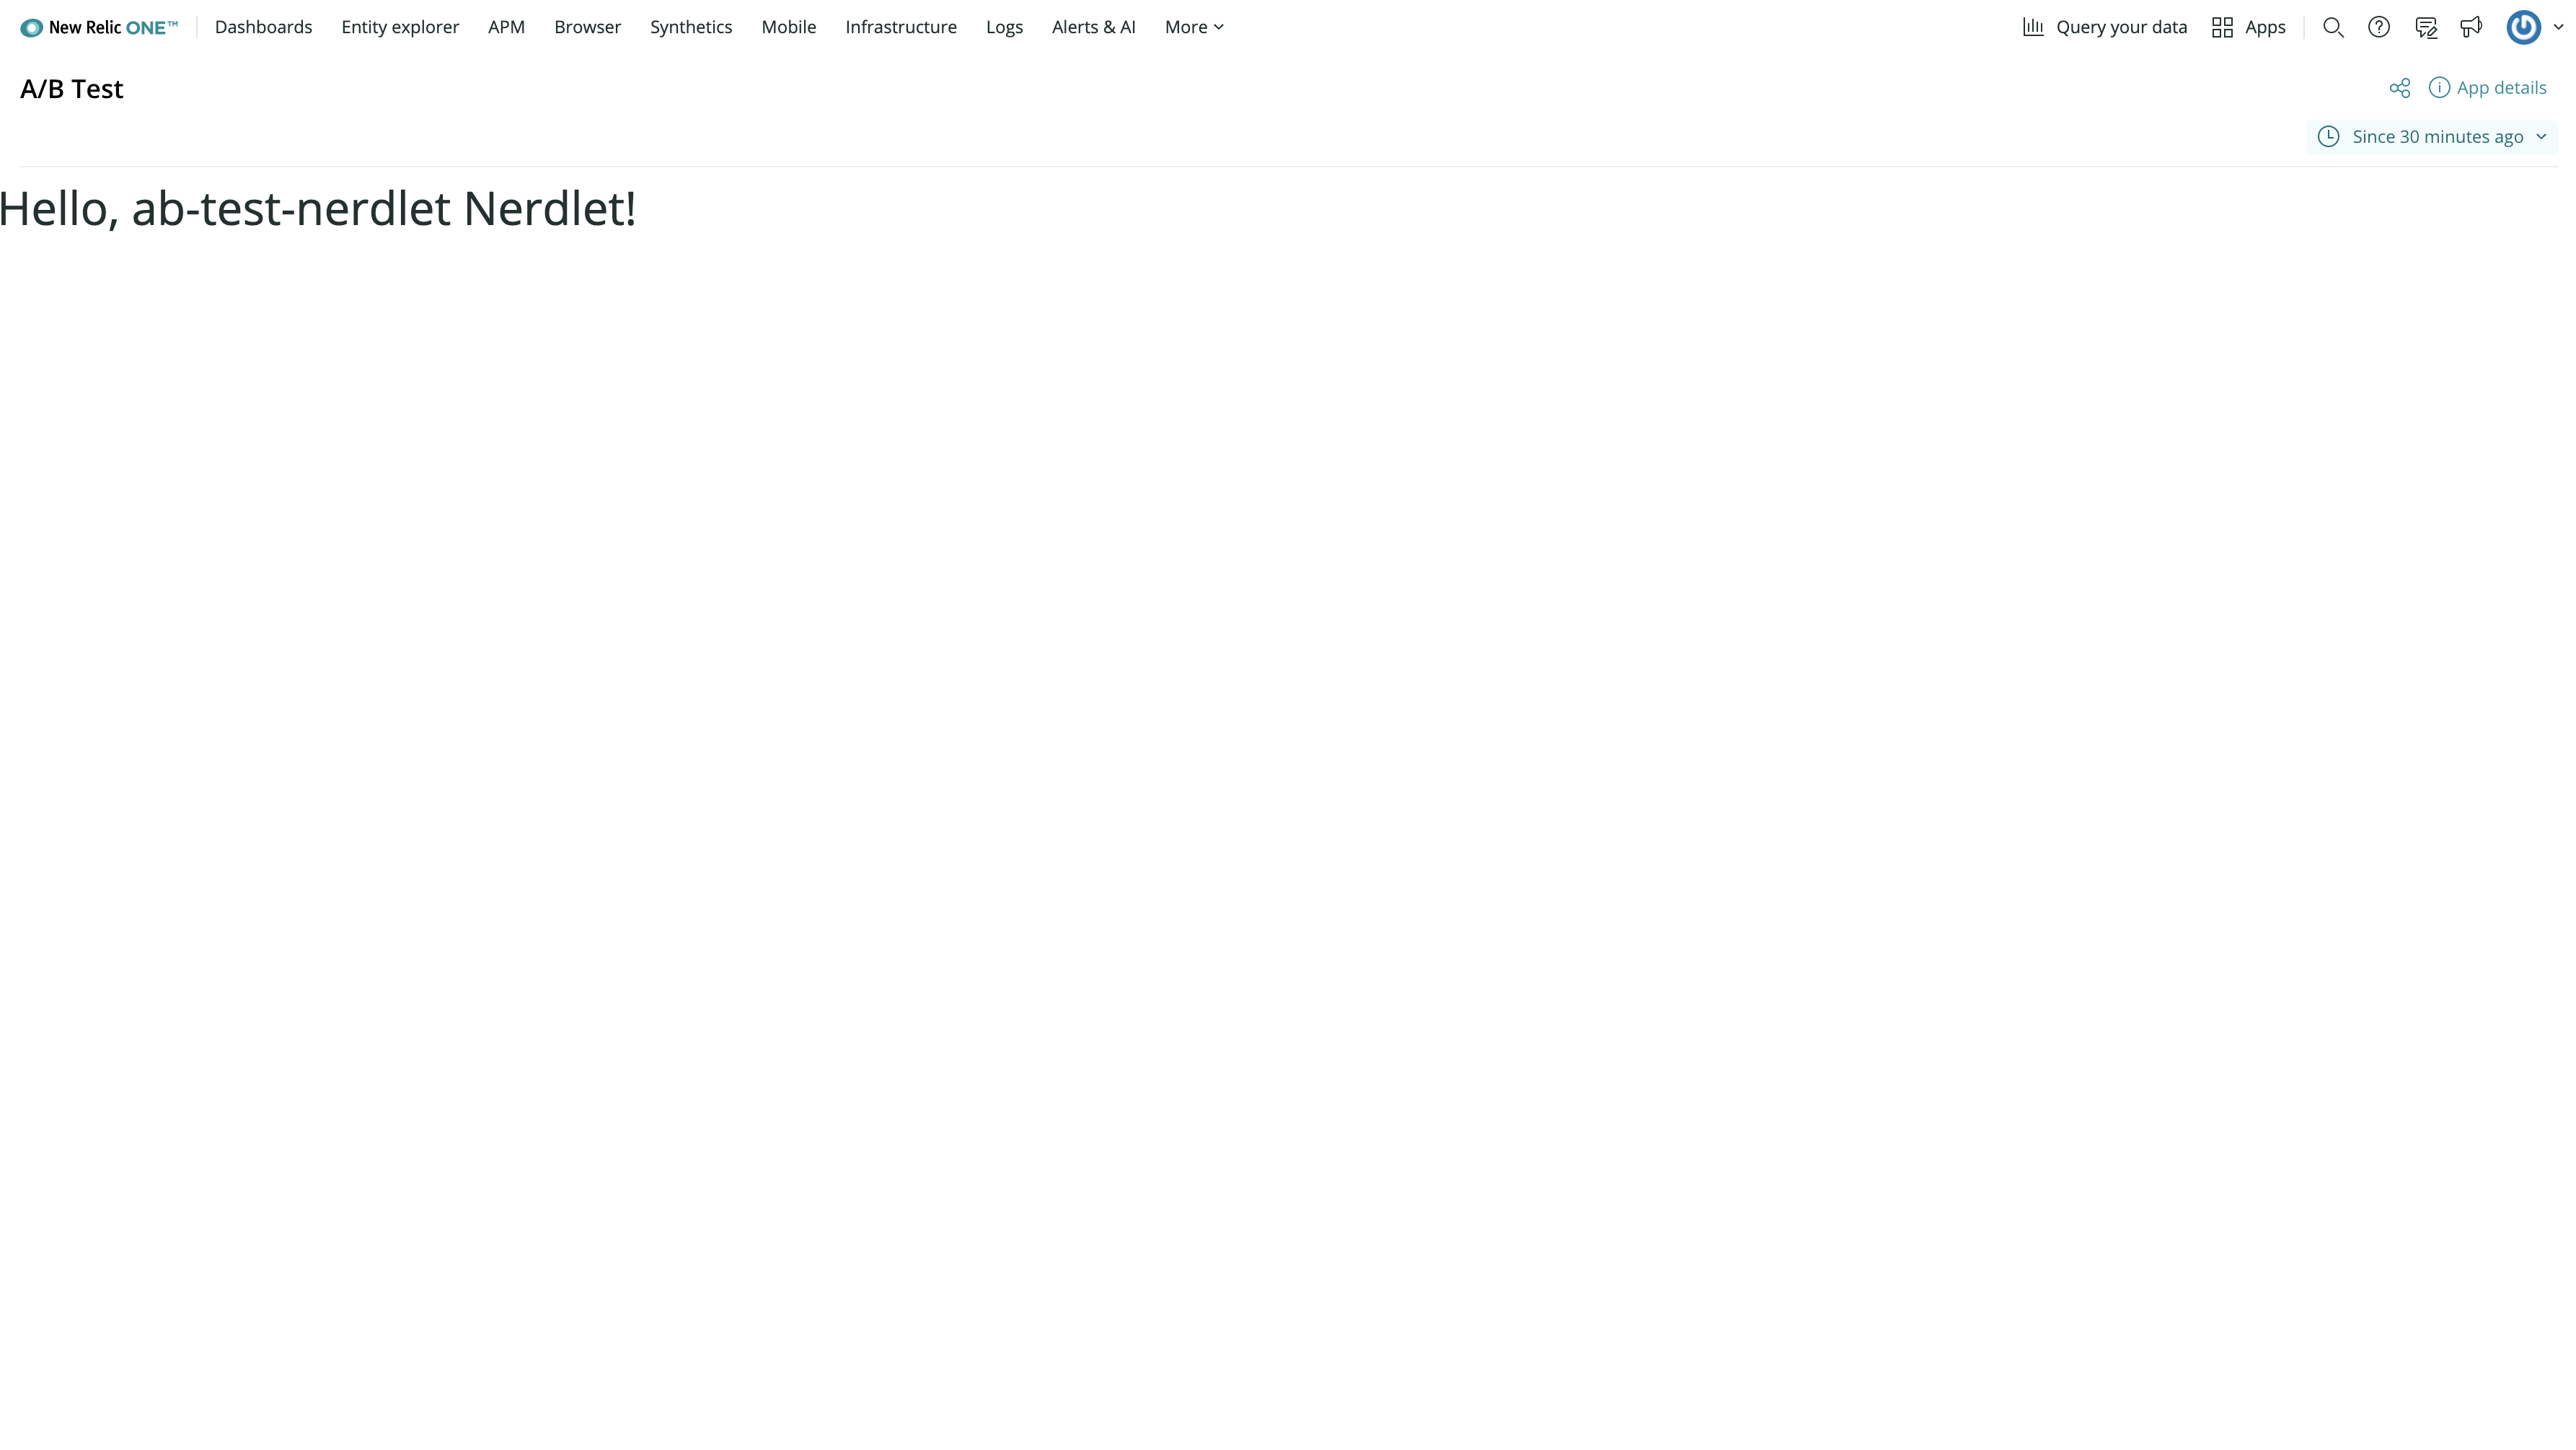 New Relic ONE™ Dashboards Entity explorer APM Browser Synthetics Mobile Infrastructure Logs Alerts & AI More Query your data Apps
A/B Test
App details
Since 30 minutes ago
Hello, ab-test-nerdlet Nerdlet!